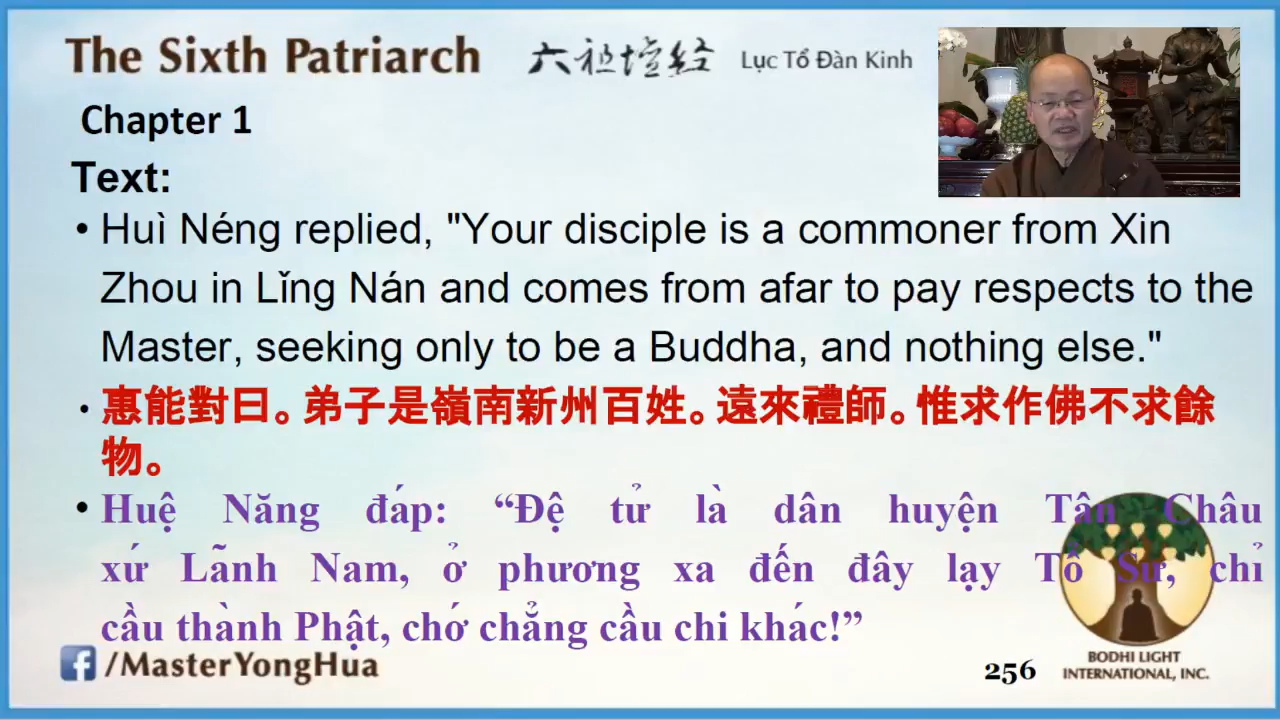 The Sixth Patriarch 六祖壇经 Lục Tổ Đàn Kinh
Chapter 1
Text:
• Huì Néng replied, "Your disciple is a commoner from Xin
Zhou in Lǐng Nán and comes from afar to pay respects to the
Master, seeking only to be a Buddha, and nothing else."
• 惠能對曰。弟子是嶺南新州百姓。遠來禮師。惟求作佛不求餘
物。
• Huệ Năng đáp: “Đệ tử là dân huyện Tân Châu
xứ Lãnh Nam, ở phương xa đến đây lạy Tổ Sư, chỉ
cầu thành Phật, chớ chẳng cầu chi khác!”
/MasterYongHua
256
BODHI LIGHT
INTERNATIONAL, INC.